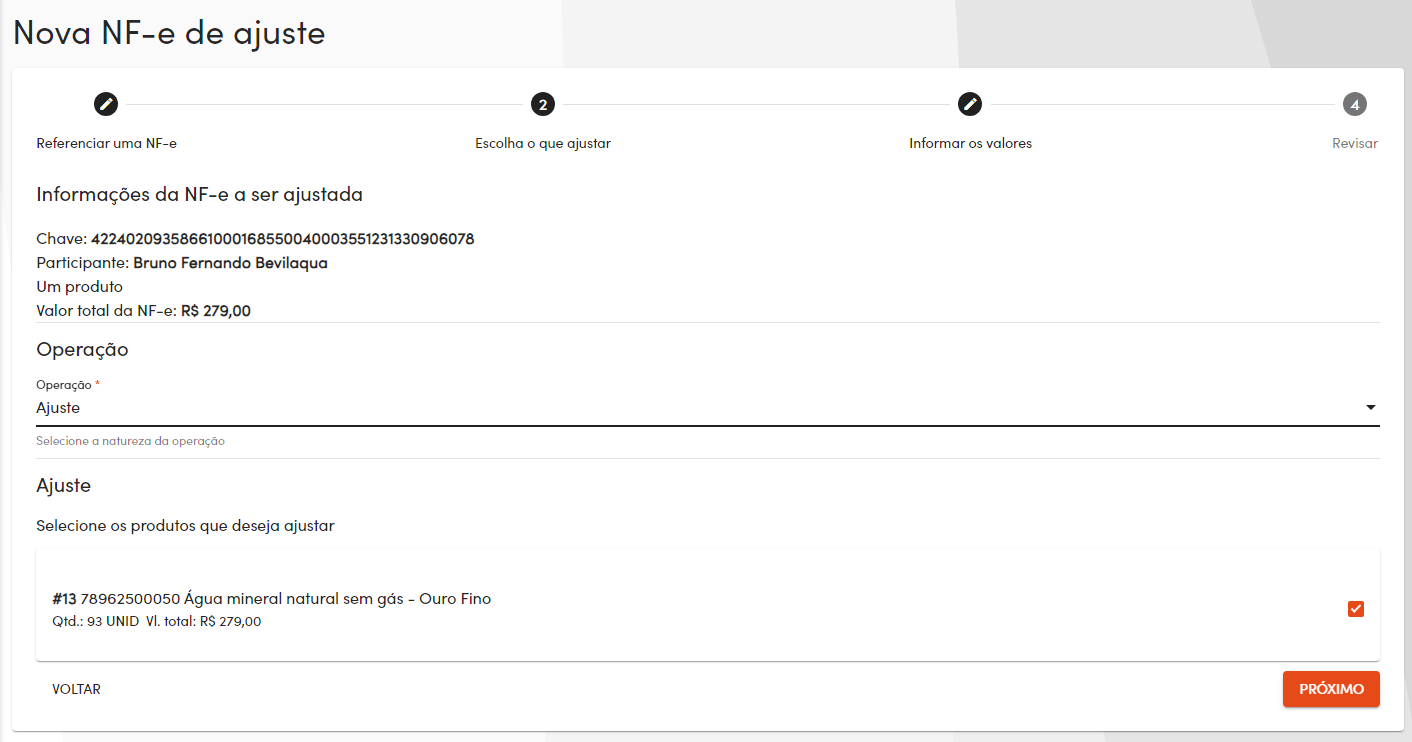 Nova NF-e de ajuste
2
4
Referenciar uma NF-e
Escolha o que ajustar
Informar os valores
Revisar
Informações da NF-e a ser ajustada
Chave: 42240209358661000168550040003551231330906078
Participante: Bruno Fernando Bevilaqua
Um produto
Valor total da NF-e: R$ 279,00
Operação
Operação *
Ajuste
Selecione a natureza da operação
Ajuste
Selecione os produtos que deseja ajustar
#13 78962500050 Água mineral natural sem gás - Ouro Fino
Qtd.: 93 UNID Vl. total: R$ 279,00
VOLTAR
PRÓXIMO